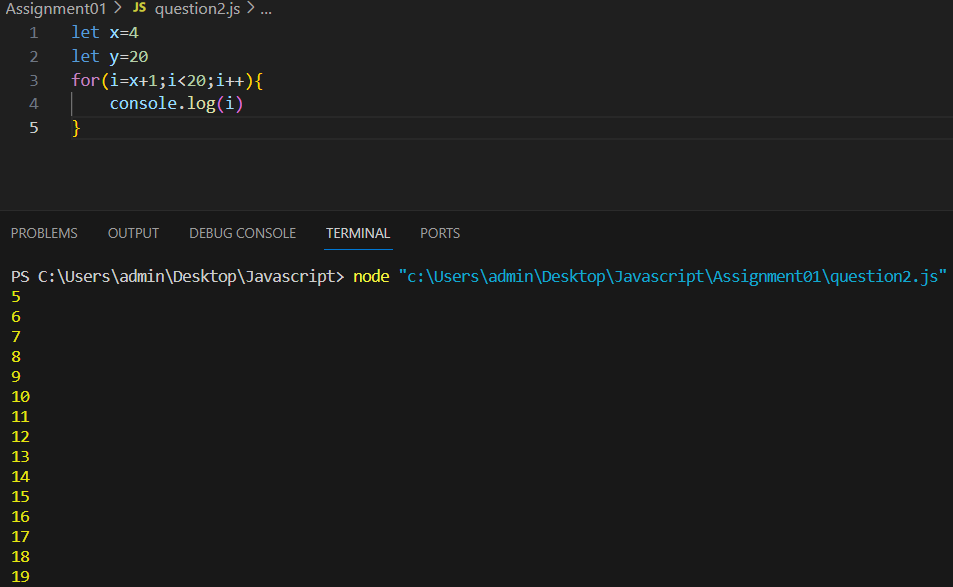 Assignment01 > JS question2.js > ...
1 let x=4
2 let y=20
3 for(i=x+1;i<20;i++){
4     console.log(i)
5 }
PROBLEMS OUTPUT DEBUG CONSOLE TERMINAL PORTS
PS C:\Users\admin\Desktop\Javascript> node "c:\Users\admin\Desktop\Javascript\Assignment01\question2.js"
5
6
7
8
9
10
11
12
13
14
15
16
17
18
19